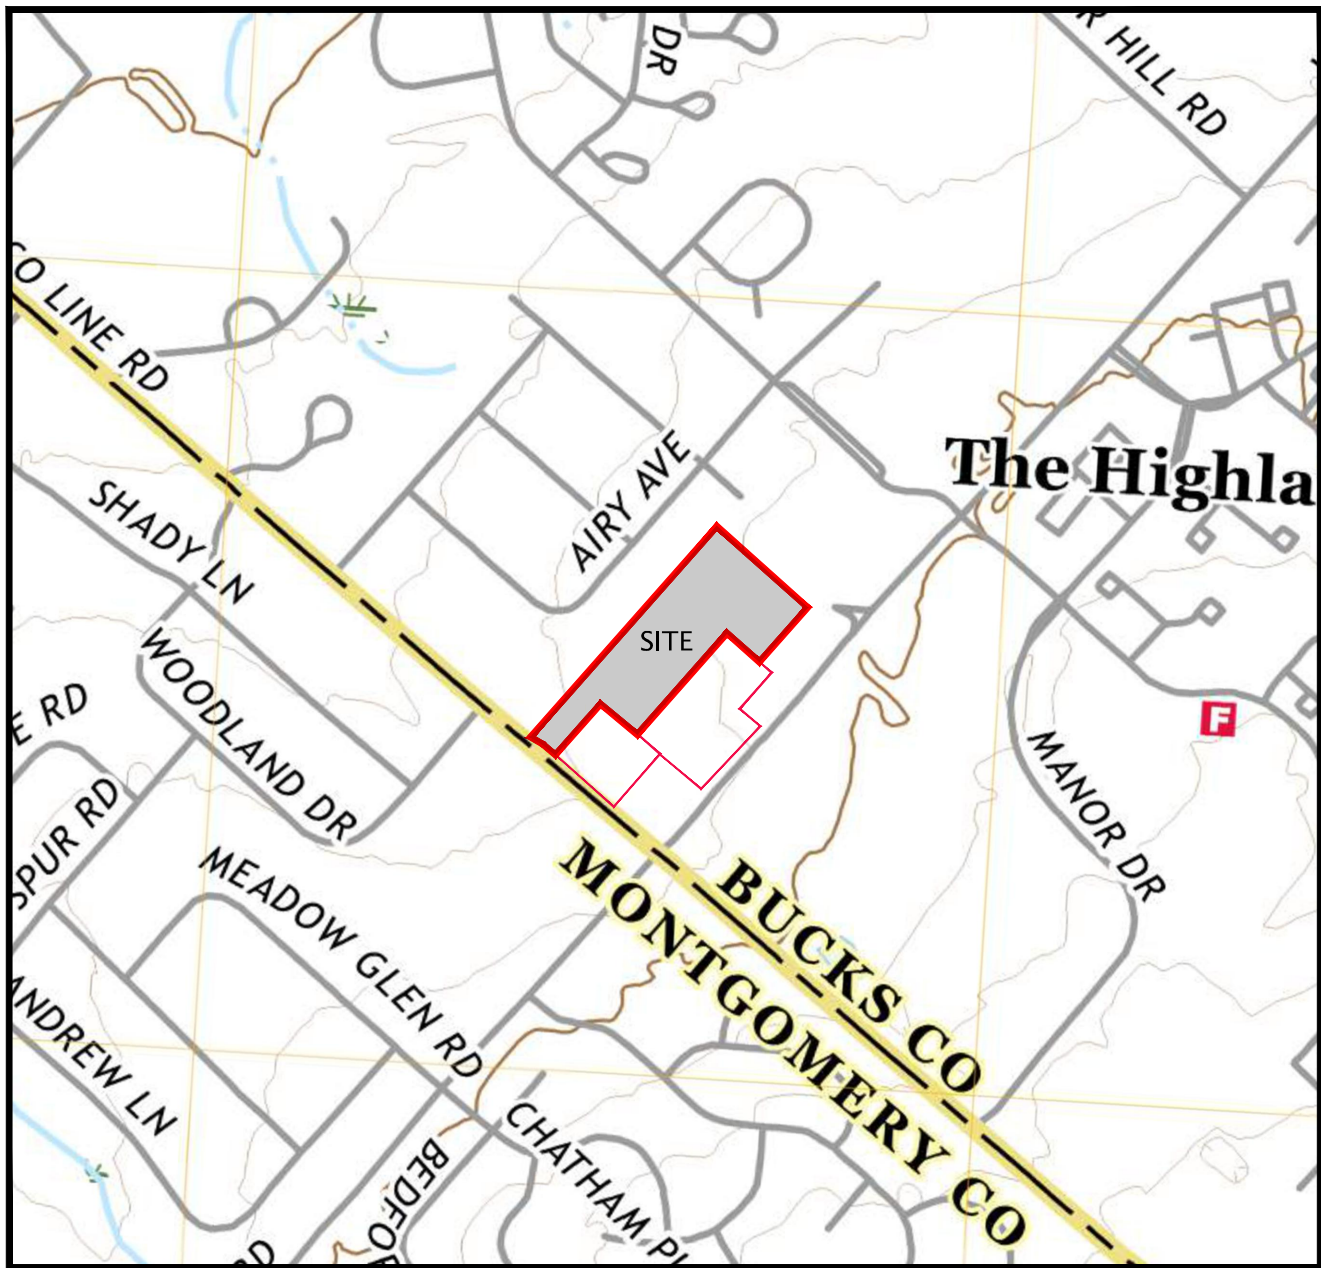 DR
R HILL RD
CO LINE RD
The Highla
AIRY AVE
SHADY LN
SITE
WOODLAND DR
E RD
F
MANOR DR
SPUR RD
MEADOW GLEN RD
BUCKS CO
MONTGOMERY CO
ANDREW LN
CHATHAM PL
BEDFOR